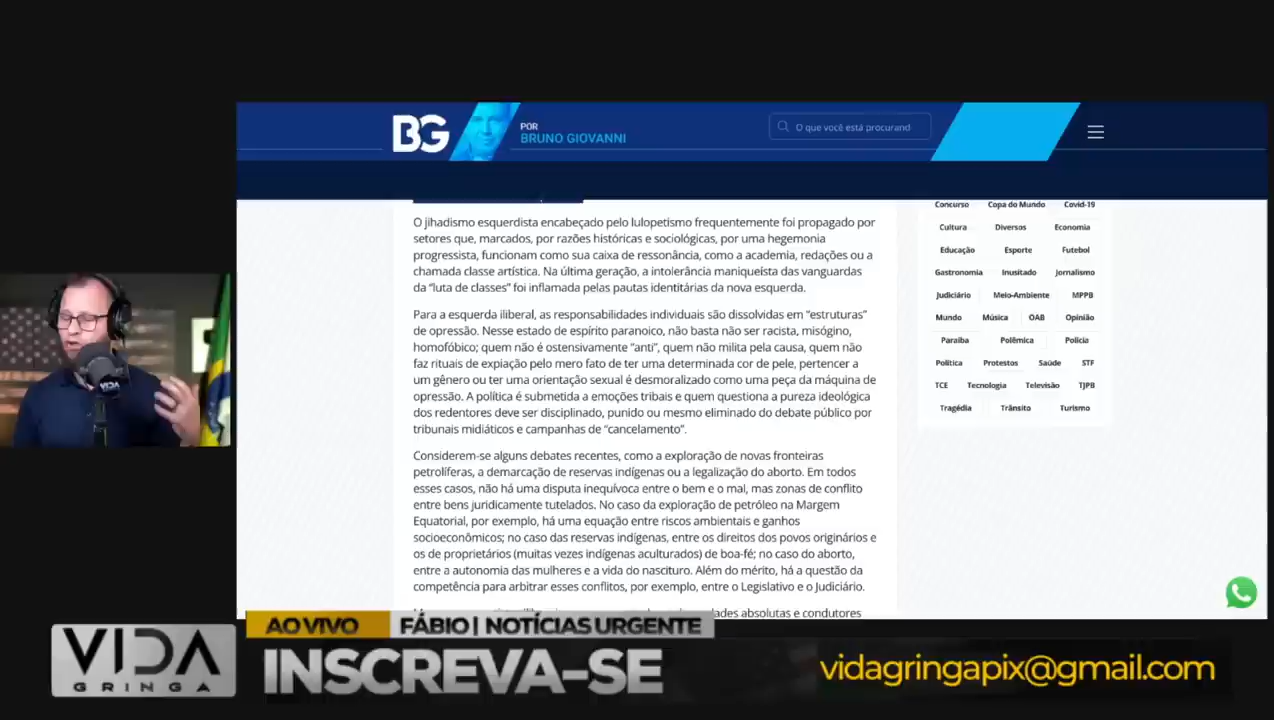 BG
POR
BRUNO GIOVANNI
O que você está procurand
O jihadismo esquerdista encabeçado pelo lulopetismo frequentemente foi propagado por
setores que, marcados, por razões históricas e sociológicas, por uma hegemonia
progressista, funcionam como sua caixa de ressonância, como a academia, redações ou a
chamada classe artística. Na última geração, a intolerância maniqueísta das vanguardas
da “luta de classes” foi inflamada pelas pautas identitárias da nova esquerda.
Para a esquerda iliberal, as responsabilidades individuais são dissolvidas em “estruturas”
de opressão. Nesse estado de espírito paranoico, não basta não ser racista, misógino,
homofóbico; quem não é ostensivamente “anti”, quem não milita pela causa, quem não
faz rituais de expiação pelo mero fato de ter uma determinada cor de pele, pertencer a
um gênero ou ter uma orientação sexual é desmoralizado como uma peça da máquina de
opressão. A política é submetida a emoções tribais e quem questiona a pureza ideológica
dos redentores deve ser disciplinado, punido ou mesmo eliminado do debate público por
tribunais midiáticos e campanhas de “cancelamento”.
Considerem-se alguns debates recentes, como a exploração de novas fronteiras
petrolíferas, a demarcação de reservas indígenas ou a legalização do aborto. Em todos
esses casos, não há uma disputa inequívoca entre o bem e o mal, mas zonas de conflito
entre bens juridicamente tutelados. No caso da exploração de petróleo na Margem
Equatorial, por exemplo, há uma equação entre riscos ambientais e ganhos
socioeconômicos; no caso das reservas indígenas, entre os direitos dos povos originários e
os de proprietários (muitas vezes indígenas aculturados) de boa-fé; no caso do aborto,
entre a autonomia das mulheres e a vida do nascituro. Além do mérito, há a questão da
competência para arbitrar esses conflitos, por exemplo, entre o Legislativo e o Judiciário.
absolutas e condutores
Concurso Copa do Mundo Covid-19
Cultura Diversos Economia
Educação Esporte Futebol
Gastronomia Inusitado Jornalismo
Judiciário Meio-Ambiente MPPB
Mundo Música OAB Opinião
Paraíba Polêmica Polícia
Política Protestos Saúde STF
TCE Tecnologia Televisão TJPB
Tragédia Trânsito Turismo
VIDA
VIDA
GRINGA
AO VIVO FÁBIO | NOTÍCIAS URGENTE
INSCREVA-SE
vidagringapix@gmail.com